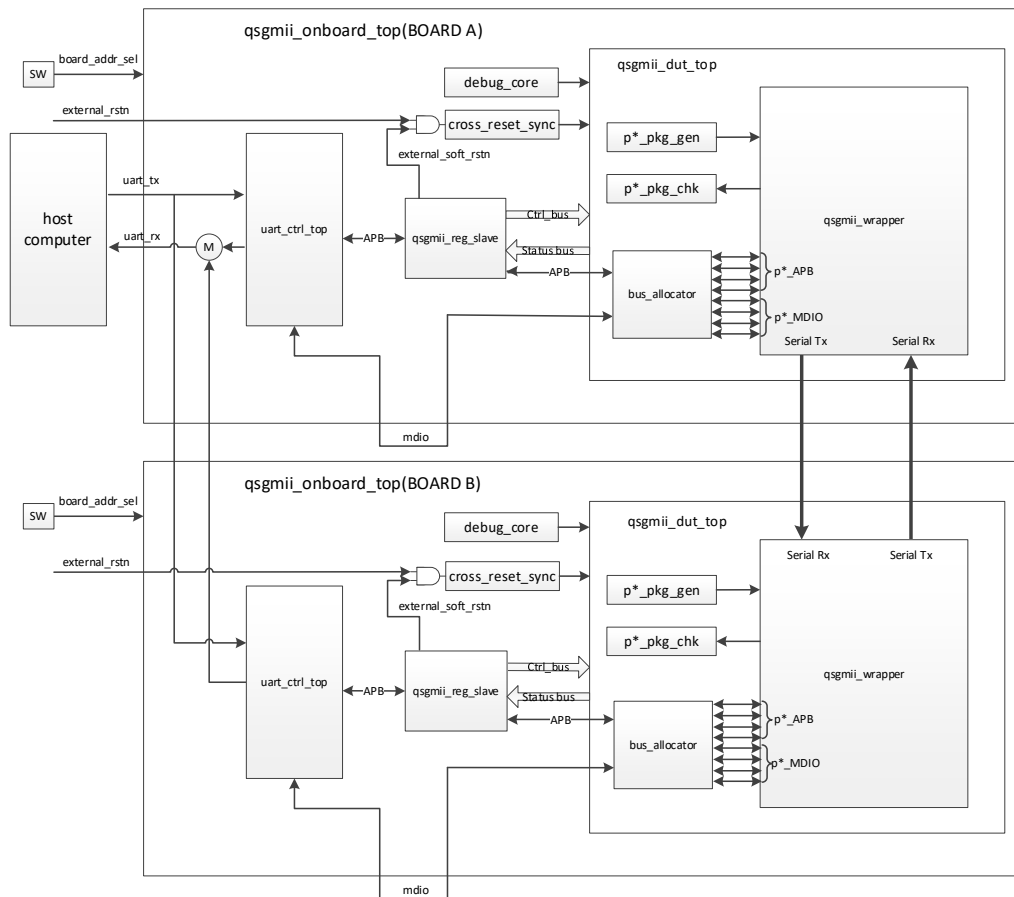 qsgmii_onboard_top(BOARD A)
board_addr_sel
SW
qsgmii_dut_top
debug_core
external_rstn
cross_reset_sync
p*_pkg_gen
external_soft_rstn
uart_tx
p*_pkg_chk
host
computer
uart_rx
M
uart_ctrl_top
APB
qsgmii_reg_slave
Ctrl_bus
Status bus
APB
qsgmii_wrapper
bus_allocator
p*_APB
p*_MDIO
Serial Tx
Serial Rx
mdio
qsgmii_onboard_top(BOARD B)
board_addr_sel
SW
qsgmii_dut_top
debug_core
external_rstn
cross_reset_sync
Serial Rx
Serial Tx
p*_pkg_gen
external_soft_rstn
p*_pkg_chk
uart_ctrl_top
APB
qsgmii_reg_slave
Ctrl_bus
Status bus
APB
qsgmii_wrapper
bus_allocator
p*_APB
p*_MDIO
mdio